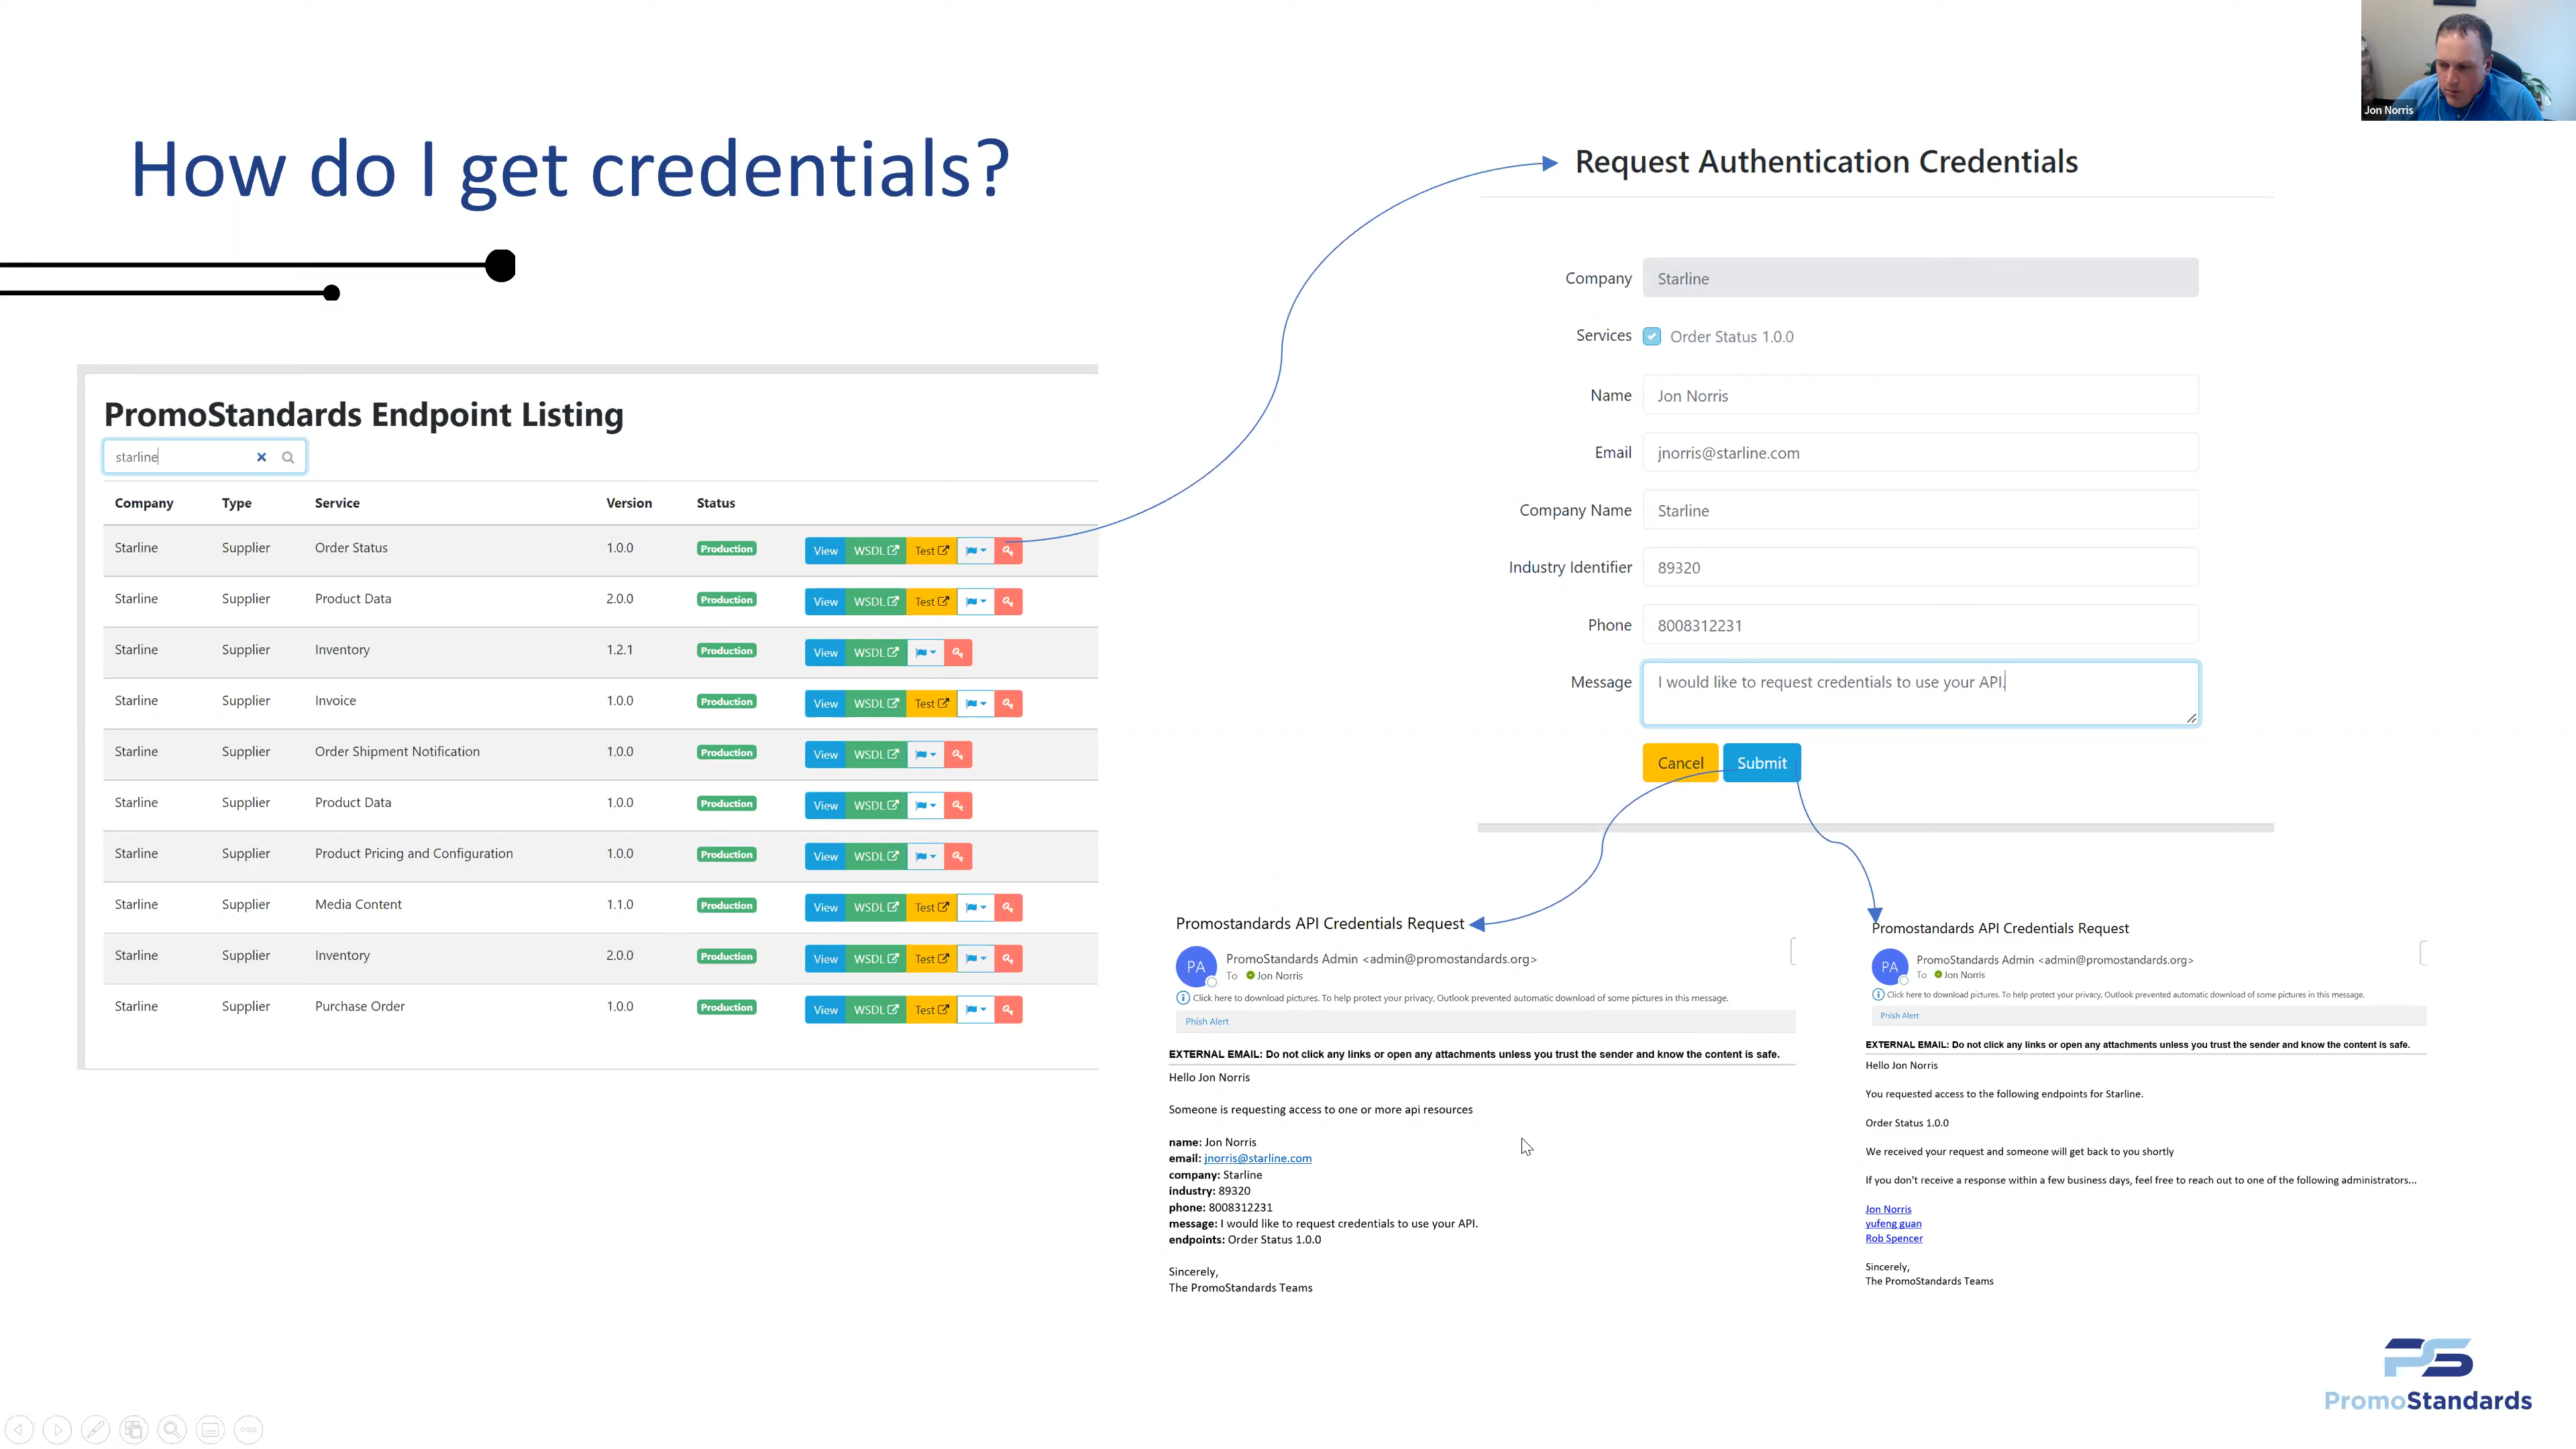 Jon Norris
How do I get credentials?
PromoStandards Endpoint Listing
starline
Company Type Service Version Status
Starline Supplier Order Status 1.0.0 Production View WSDL Test
Starline Supplier Product Data 2.0.0 Production View WSDL Test
Starline Supplier Inventory 1.2.1 Production View WSDL
Starline Supplier Invoice 1.0.0 Production View WSDL Test
Starline Supplier Order Shipment Notification 1.0.0 Production View WSDL
Starline Supplier Product Data 1.0.0 Production View WSDL
Starline Supplier Product Pricing and Configuration 1.0.0 Production View WSDL
Starline Supplier Media Content 1.1.0 Production View WSDL Test
Starline Supplier Inventory 2.0.0 Production View WSDL Test
Starline Supplier Purchase Order 1.0.0 Production View WSDL Test
Request Authentication Credentials
Company Starline
Services Order Status 1.0.0
Name Jon Norris
Email jnorris@starline.com
Company Name Starline
Industry Identifier 89320
Phone 8008312231
Message I would like to request credentials to use your API.
Cancel Submit
Promostandards API Credentials Request
PA PromoStandards Admin <admin@promostandards.org>
To Jon Norris
Click here to download pictures. To help protect your privacy, Outlook prevented automatic download of some pictures in this message.
Phish Alert
EXTERNAL EMAIL: Do not click any links or open any attachments unless you trust the sender and know the content is safe.
Hello Jon Norris
Someone is requesting access to one or more api resources
name: Jon Norris
email: jnorris@starline.com
company: Starline
industry: 89320
phone: 8008312231
message: I would like to request credentials to use your API.
endpoints: Order Status 1.0.0
Sincerely,
The PromoStandards Teams
Promostandards API Credentials Request
PA PromoStandards Admin <admin@promostandards.org>
To Jon Norris
Click here to download pictures. To help protect your privacy, Outlook prevented automatic download of some pictures in this message.
Phish Alert
EXTERNAL EMAIL: Do not click any links or open any attachments unless you trust the sender and know the content is safe.
Hello Jon Norris
You requested access to the following endpoints for Starline.
Order Status 1.0.0
We received your request and someone will get back to you shortly
If you don't receive a response within a few business days, feel free to reach out to one of the following administrators...
Jon Norris
yufeng guan
Rob Spencer
Sincerely,
The PromoStandards Teams
PS
PromoStandards